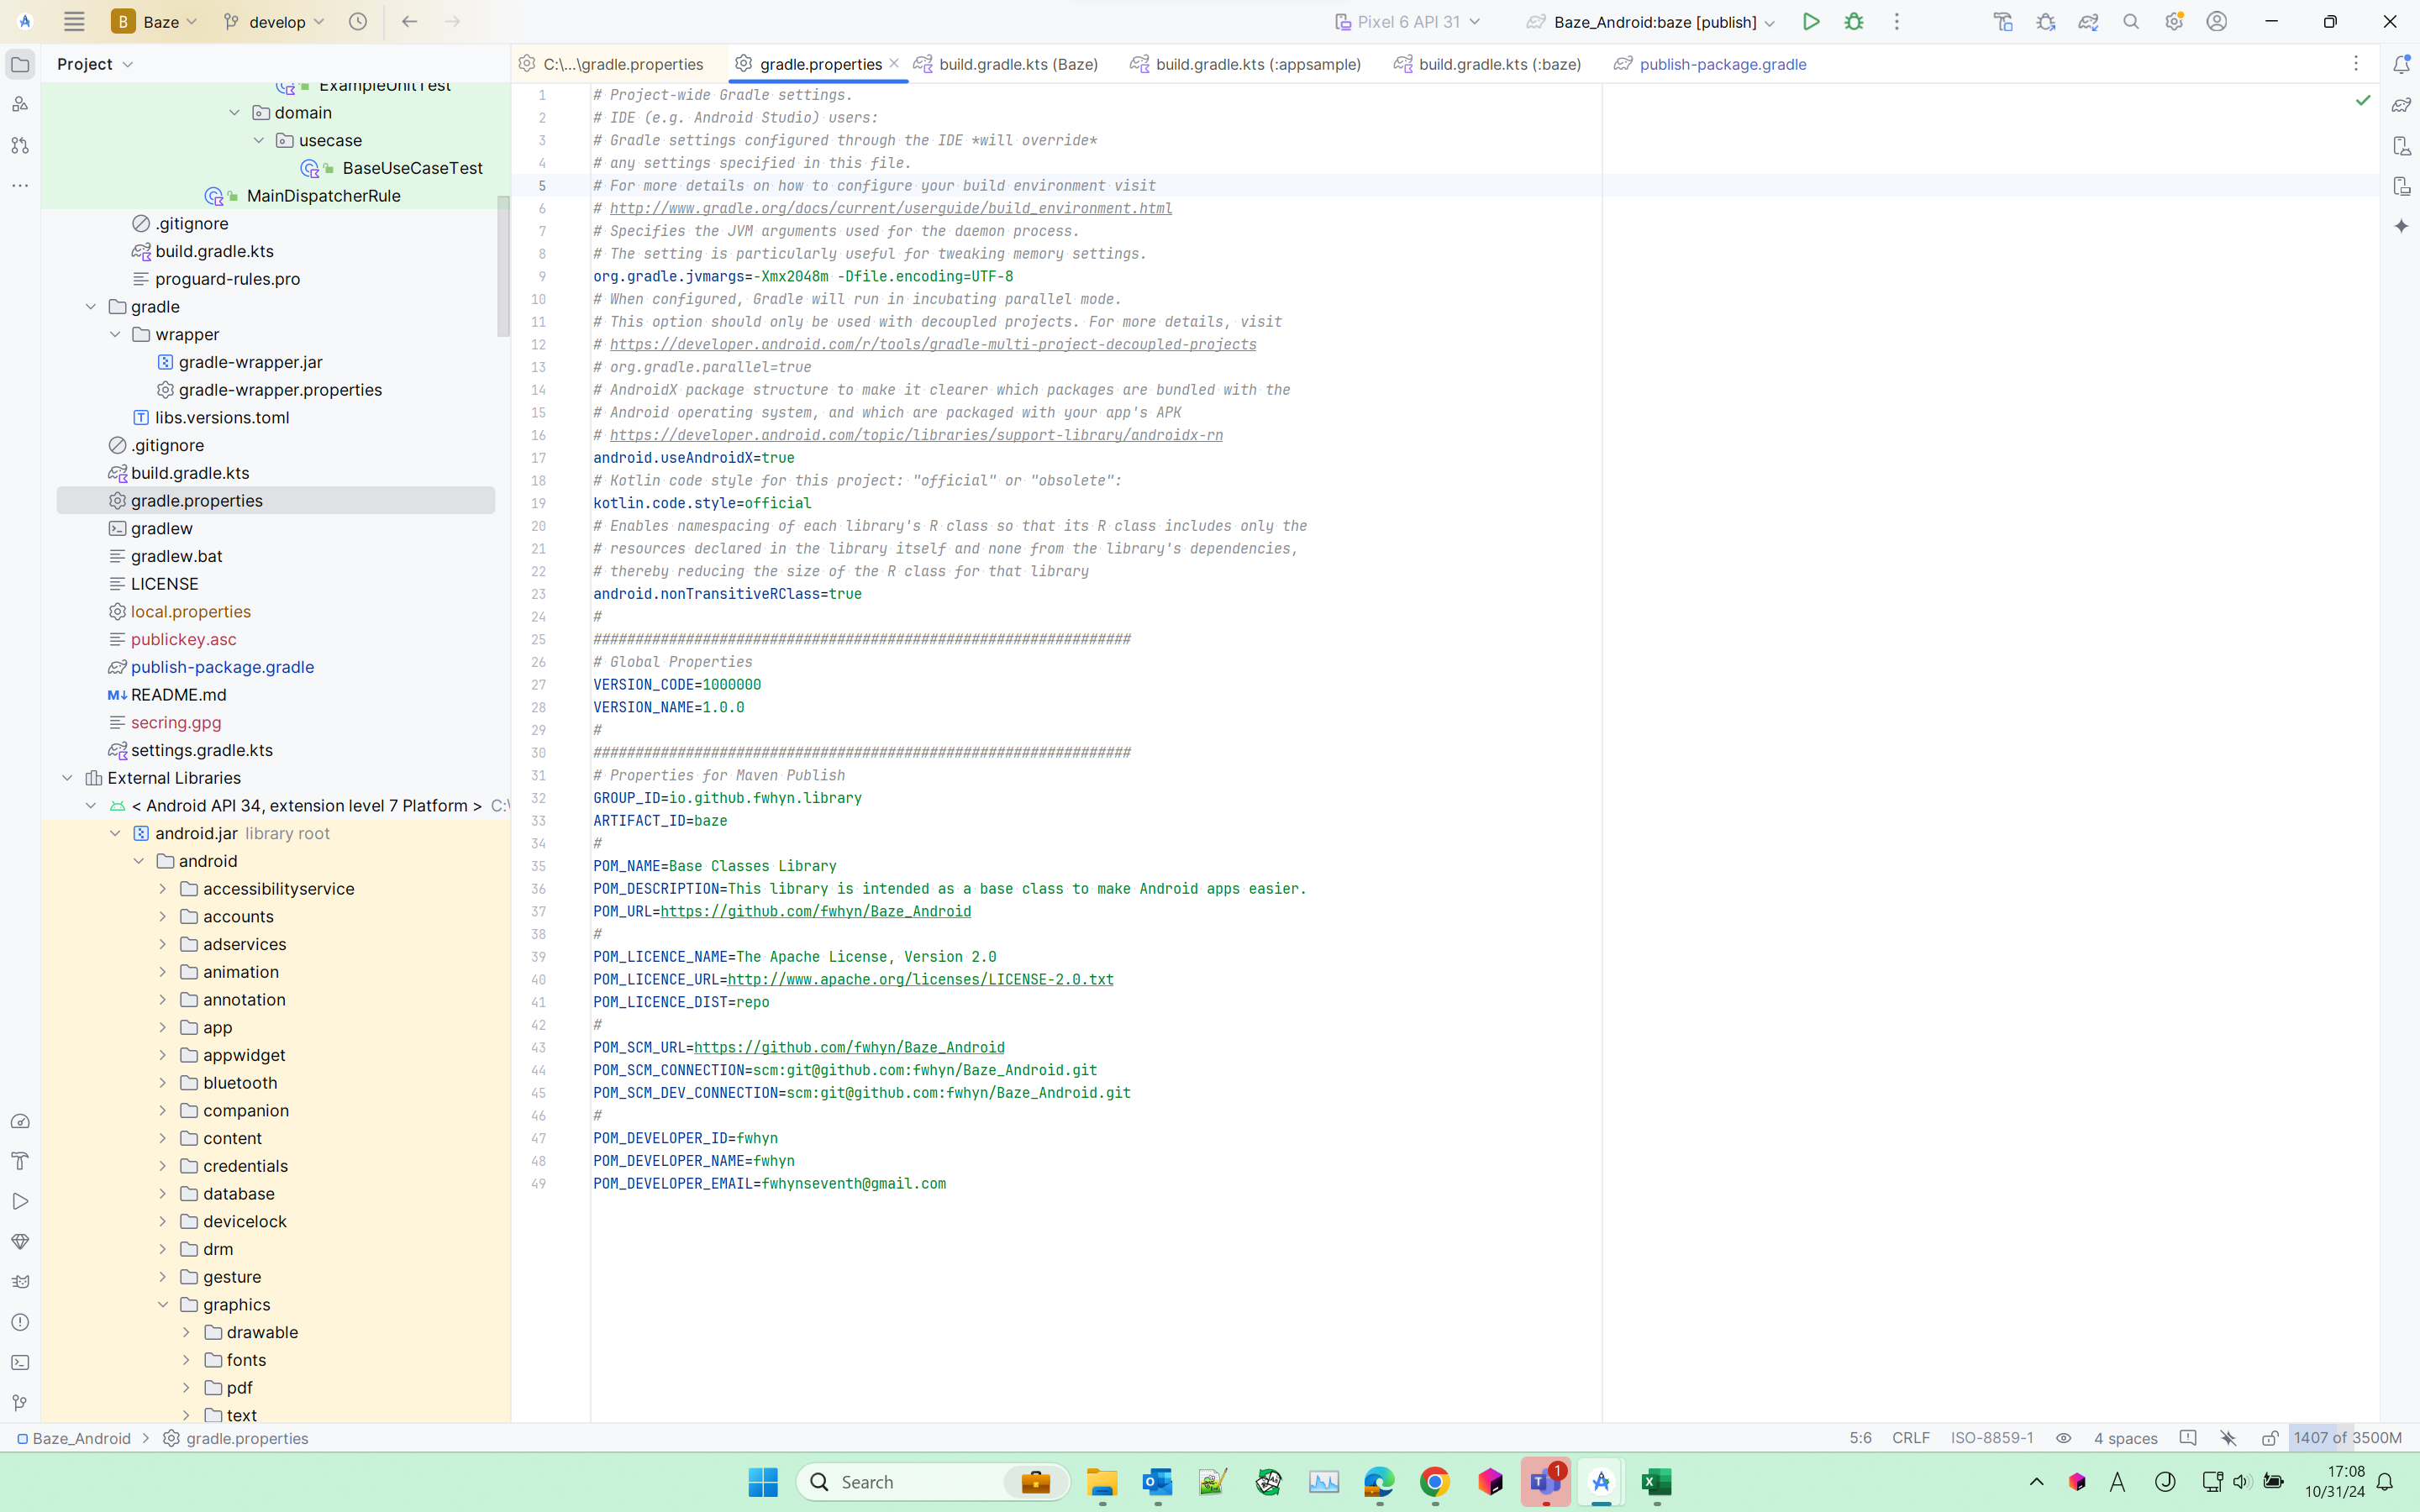 B Baze develop Pixel 6 API 31 Baze_Android:baze [publish]
Project C:\...\gradle.properties gradle.properties build.gradle.kts (Baze) build.gradle.kts (:appsample) build.gradle.kts (:baze) publish-package.gradle
ExampleUnitTest
domain
usecase
BaseUseCaseTest
MainDispatcherRule
.gitignore
build.gradle.kts
proguard-rules.pro
gradle
wrapper
gradle-wrapper.jar
gradle-wrapper.properties
libs.versions.toml
.gitignore
build.gradle.kts
gradle.properties
gradlew
gradlew.bat
LICENSE
local.properties
publickey.asc
publish-package.gradle
M↓ README.md
secring.gpg
settings.gradle.kts
External Libraries
< Android API 34, extension level 7 Platform > C:\
android.jar library root
android
accessibilityservice
accounts
adservices
animation
annotation
app
appwidget
bluetooth
companion
content
credentials
database
devicelock
drm
gesture
graphics
drawable
fonts
pdf
text
1 # Project-wide Gradle settings.
2 # IDE (e.g. Android Studio) users:
3 # Gradle settings configured through the IDE *will override*
4 # any settings specified in this file.
5 # For more details on how to configure your build environment visit
6 # http://www.gradle.org/docs/current/userguide/build_environment.html
7 # Specifies the JVM arguments used for the daemon process.
8 # The setting is particularly useful for tweaking memory settings.
9 org.gradle.jvmargs=-Xmx2048m -Dfile.encoding=UTF-8
10 # When configured, Gradle will run in incubating parallel mode.
11 # This option should only be used with decoupled projects. For more details, visit
12 # https://developer.android.com/r/tools/gradle-multi-project-decoupled-projects
13 # org.gradle.parallel=true
14 # AndroidX package structure to make it clearer which packages are bundled with the
15 # Android operating system, and which are packaged with your app's APK
16 # https://developer.android.com/topic/libraries/support-library/androidx-rn
17 android.useAndroidX=true
18 # Kotlin code style for this project: "official" or "obsolete":
19 kotlin.code.style=official
20 # Enables namespacing of each library's R class so that its R class includes only the
21 # resources declared in the library itself and none from the library's dependencies,
22 # thereby reducing the size of the R class for that library
23 android.nonTransitiveRClass=true
24 #
25 ################################################################
26 # Global Properties
27 VERSION_CODE=1000000
28 VERSION_NAME=1.0.0
29 #
30 ################################################################
31 # Properties for Maven Publish
32 GROUP_ID=io.github.fwhyn.library
33 ARTIFACT_ID=baze
34 #
35 POM_NAME=Base Classes Library
36 POM_DESCRIPTION=This library is intended as a base class to make Android apps easier.
37 POM_URL=https://github.com/fwhyn/Baze_Android
38 #
39 POM_LICENCE_NAME=The Apache License, Version 2.0
40 POM_LICENCE_URL=http://www.apache.org/licenses/LICENSE-2.0.txt
41 POM_LICENCE_DIST=repo
42 #
43 POM_SCM_URL=https://github.com/fwhyn/Baze_Android
44 POM_SCM_CONNECTION=scm:git@github.com:fwhyn/Baze_Android.git
45 POM_SCM_DEV_CONNECTION=scm:git@github.com:fwhyn/Baze_Android.git
46 #
47 POM_DEVELOPER_ID=fwhyn
48 POM_DEVELOPER_NAME=fwhyn
49 POM_DEVELOPER_EMAIL=fwhynseventh@gmail.com
Baze_Android > gradle.properties 5:6 CRLF ISO-8859-1 4 spaces 1407 of 3500M
Search 1 17:08
10/31/24